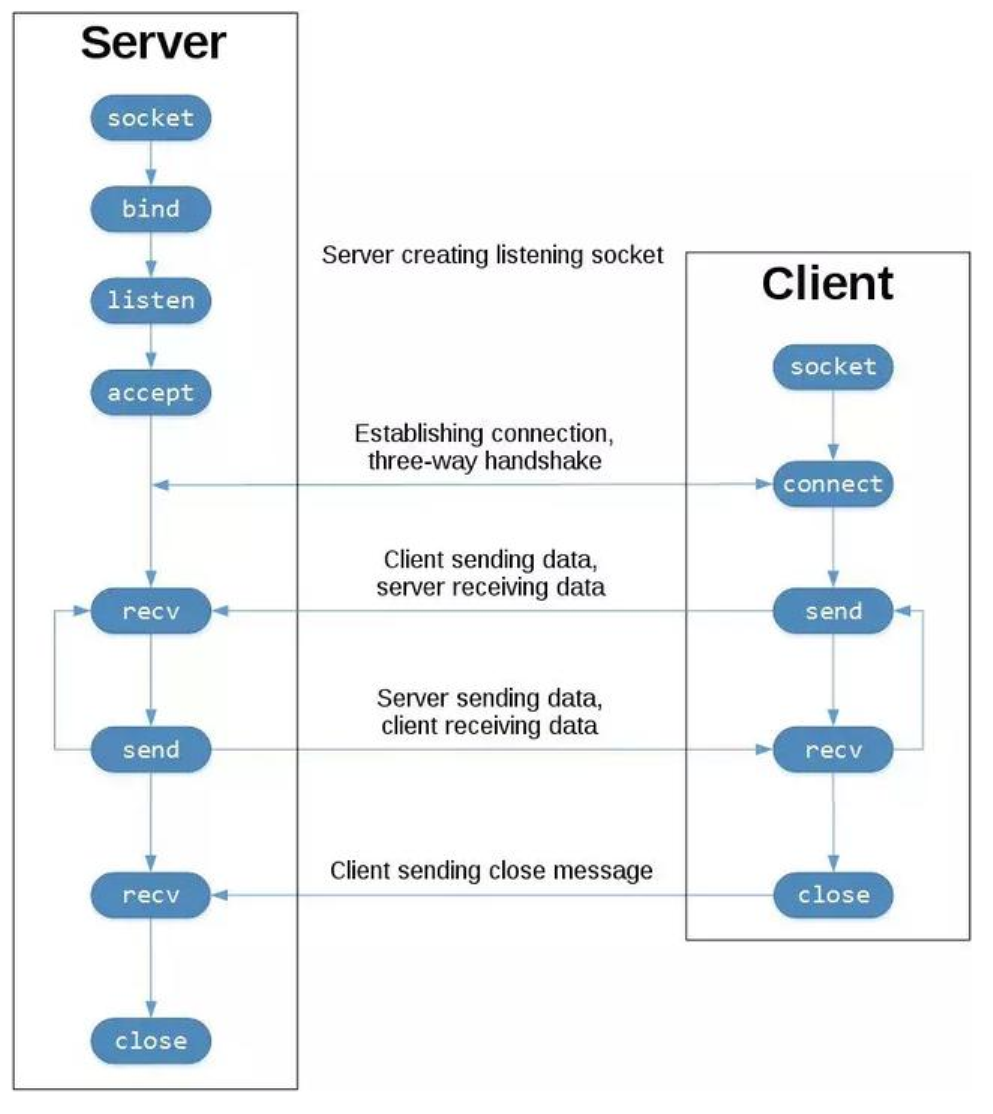 Server
socket
bind
listen
accept
recv
send
recv
close
Server creating listening socket
Establishing connection,
three-way handshake
Client sending data,
server receiving data
Server sending data,
client receiving data
Client sending close message
Client
socket
connect
send
recv
close